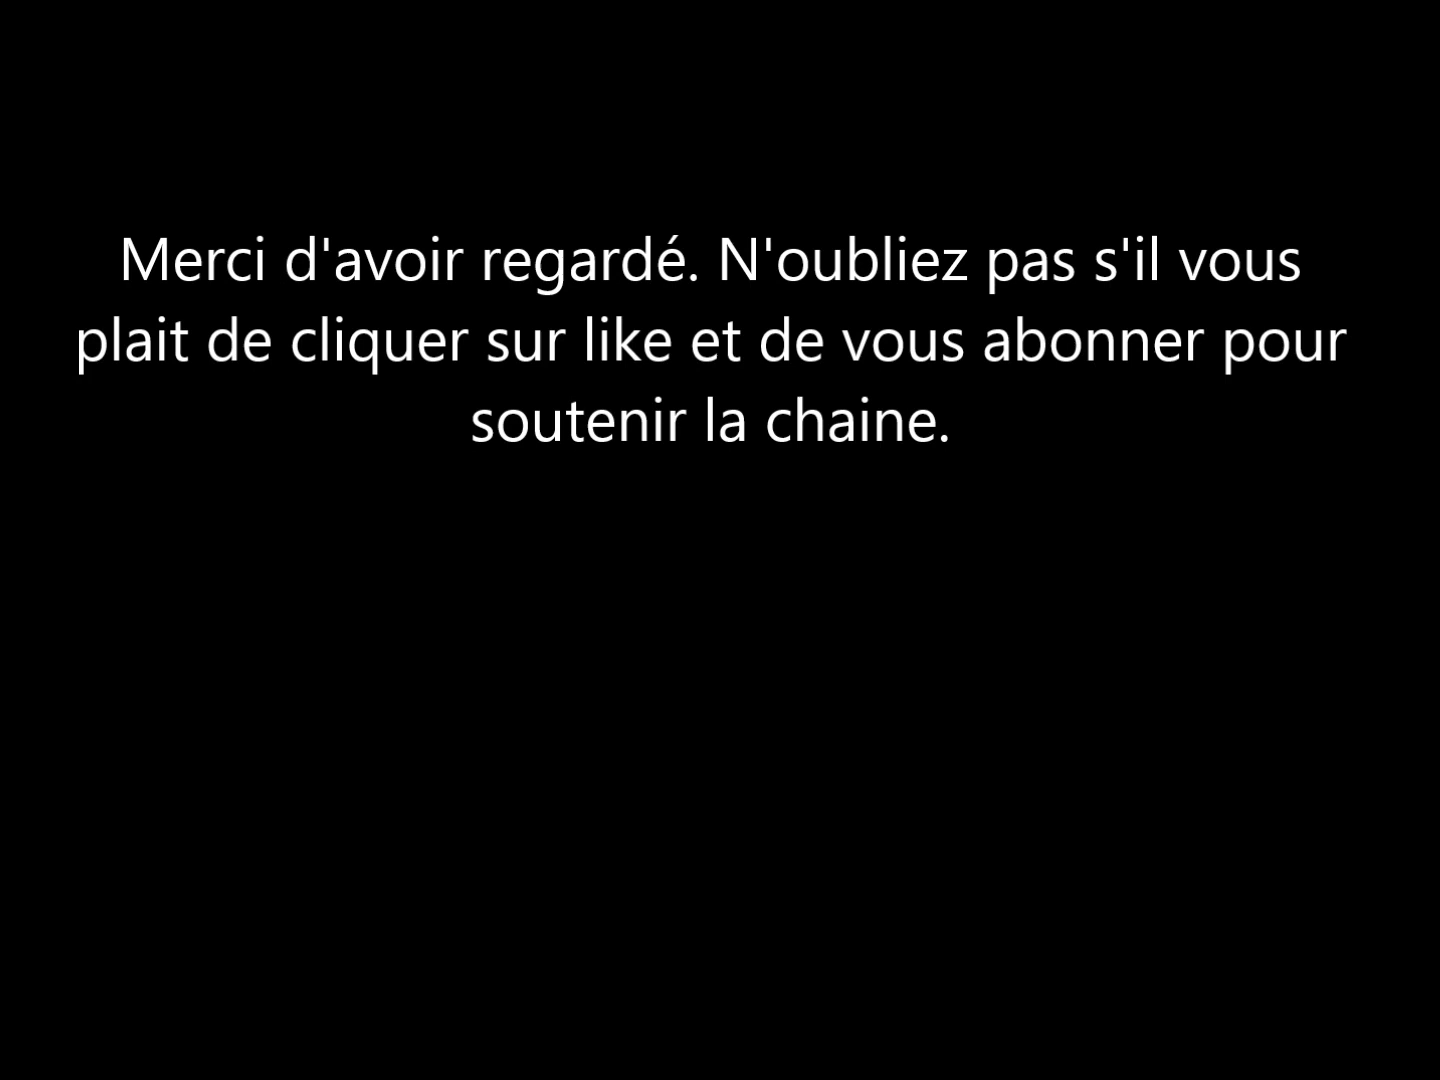 Merci d'avoir regardé. N'oubliez pas s'il vous
plait de cliquer sur like et de vous abonner pour
soutenir la chaine.